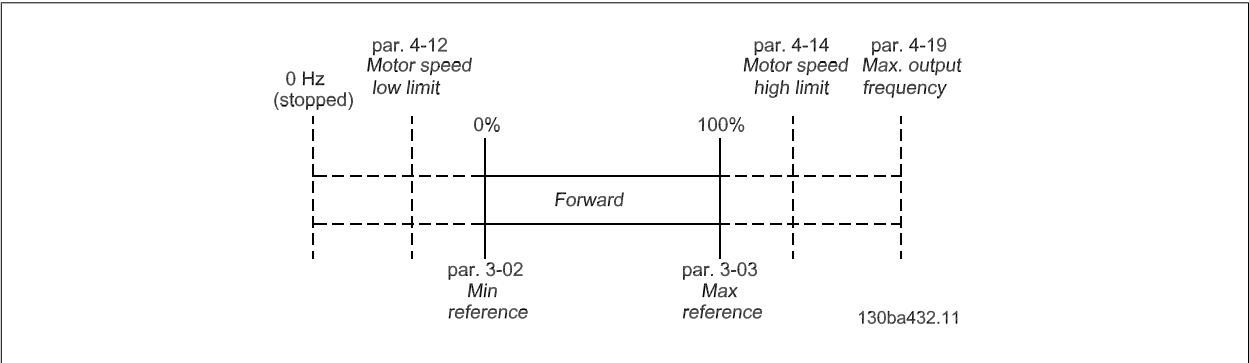 par. 4-12
Motor speed
low limit
par. 4-14
Motor speed
high limit
par. 4-19
Max. output
frequency
0 Hz
(stopped)
0%
100%
Forward
par. 3-02
Min
reference
par. 3-03
Max
reference
130ba432.11